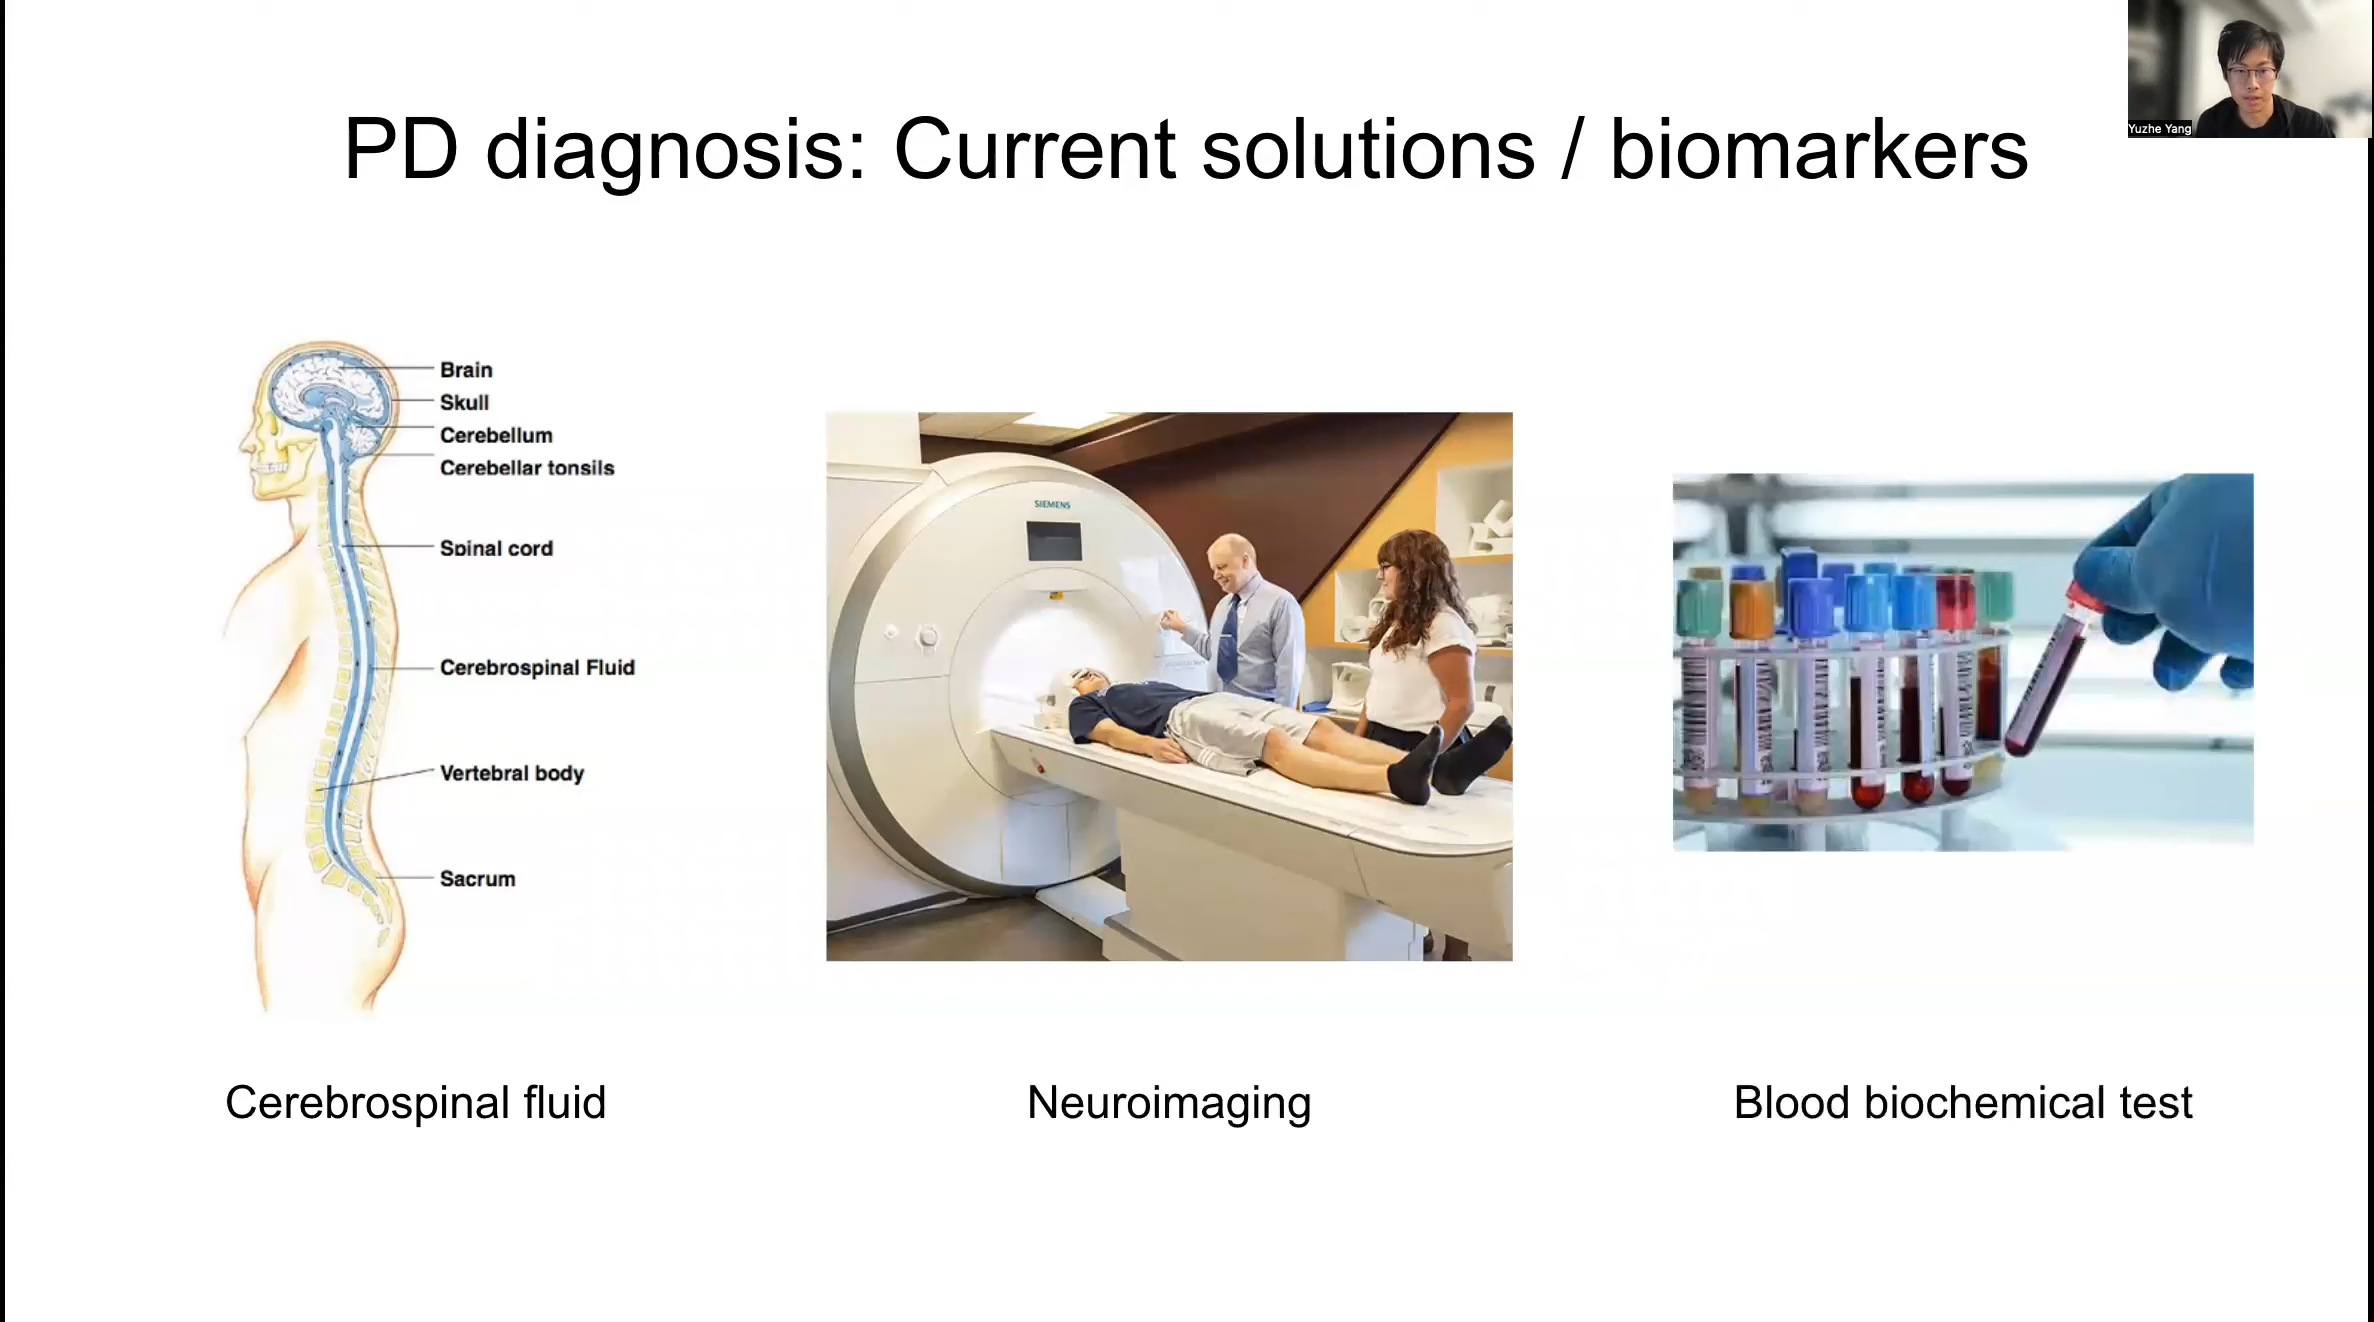 PD diagnosis: Current solutions / biomarkers
Yuzhe Yang
Brain
Skull
Cerebellum
Cerebellar tonsils
Spinal cord
Cerebrospinal Fluid
Vertebral body
Sacrum
SIEMENS
Cerebrospinal fluid
Neuroimaging
Blood biochemical test